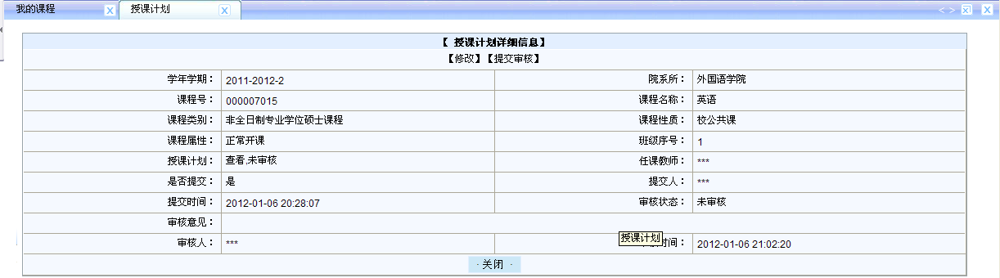 我的课程 授课计划
【 授课计划详细信息】
【修改】【提交审核】
学年学期： 2011-2012-2 院系所： 外国语学院
课程号： 000007015 课程名称： 英语
课程类别： 非全日制专业学位硕士课程 课程性质： 校公共课
课程属性： 正常开课 班级序号： 1
授课计划： 查看,未审核 任课教师： ***
是否提交： 是 提交人： ***
提交时间： 2012-01-06 20:28:07 审核状态： 未审核
审核意见：
审核人： *** 授课计划 时间： 2012-01-06 21:02:20
· 关闭 ·